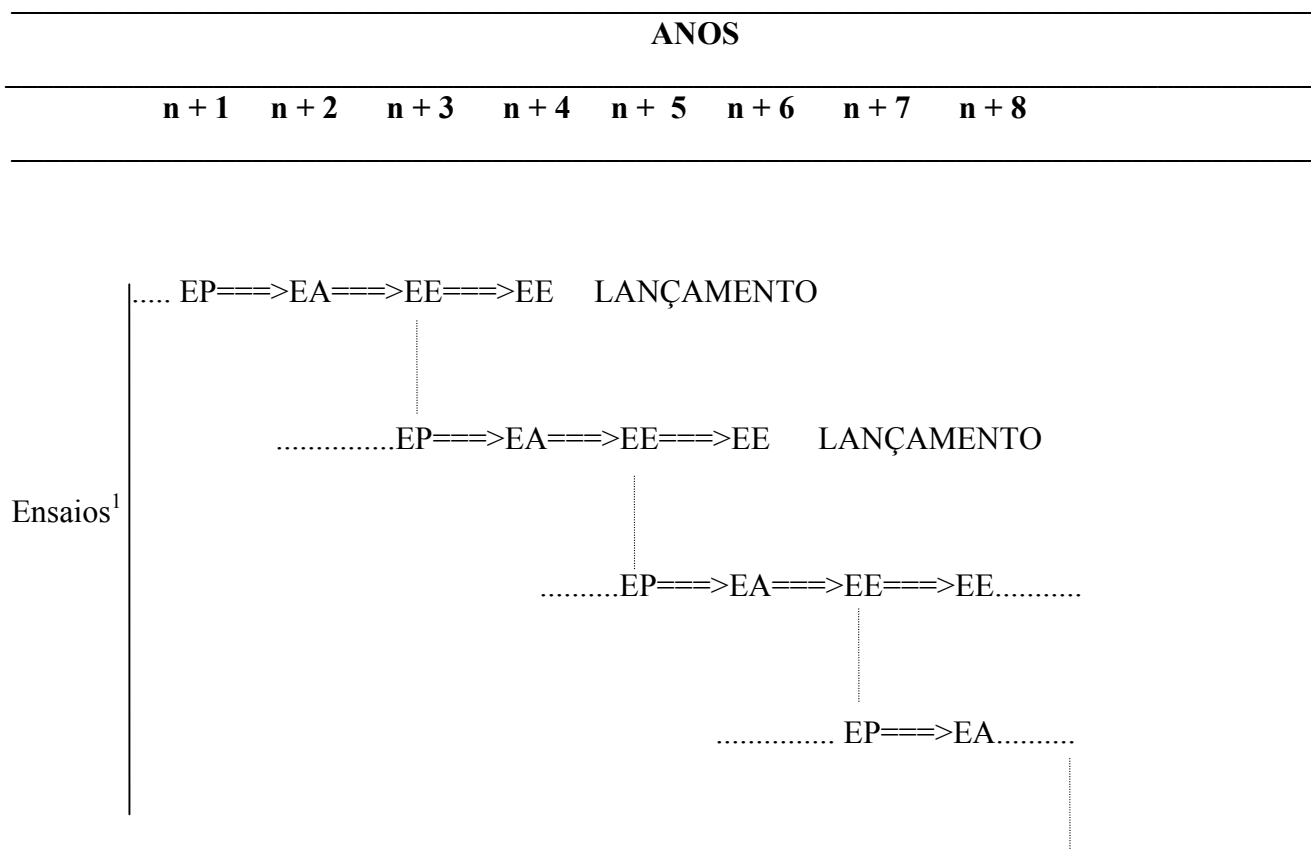 ANOS
n + 1 n + 2 n + 3 n + 4 n + 5 n + 6 n + 7 n + 8
..... EP===>EA===>EE===>EE LANÇAMENTO
...............EP===>EA===>EE===>EE LANÇAMENTO
Ensaios¹
..........EP===>EA===>EE===>EE...........
............... EP===>EA..........